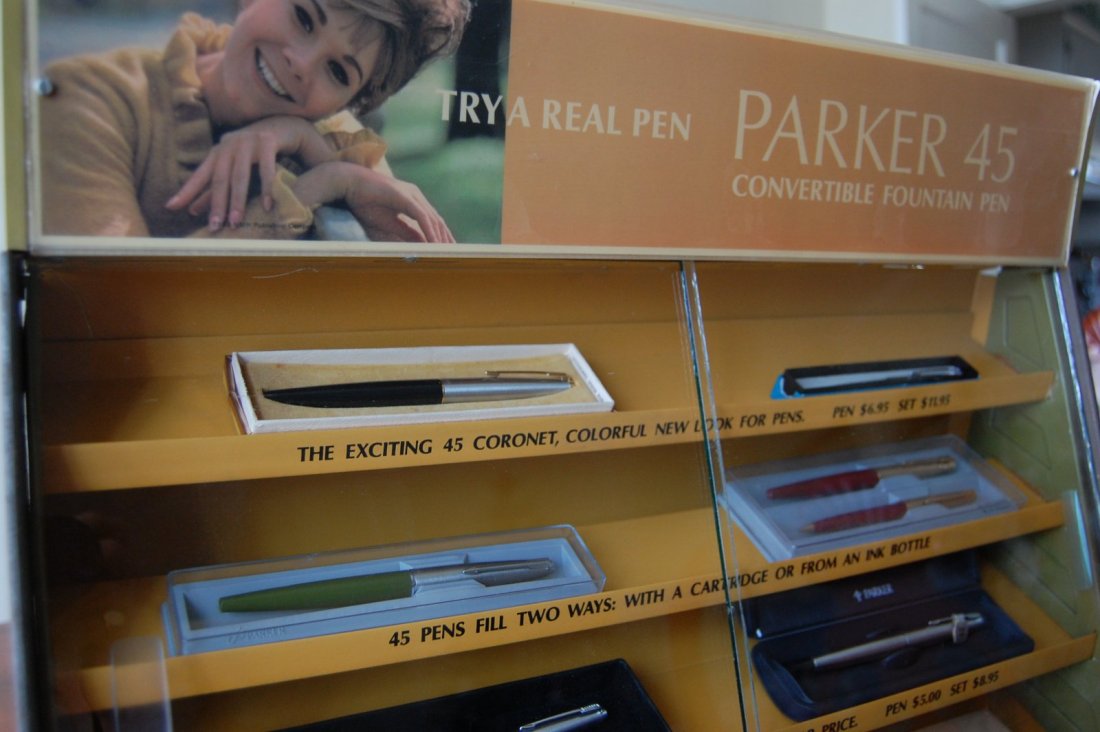 TRY A REAL PEN
PARKER 45
CONVERTIBLE FOUNTAIN PEN
THE EXCITING 45 CORONET, COLORFUL NEW LOOK FOR PENS. PEN $6.95 SET $11.95
45 PENS FILL TWO WAYS: WITH A CARTRIDGE OR FROM AN INK BOTTLE
PARKER
PARKER
PRICE. PEN $5.00 SET $8.95